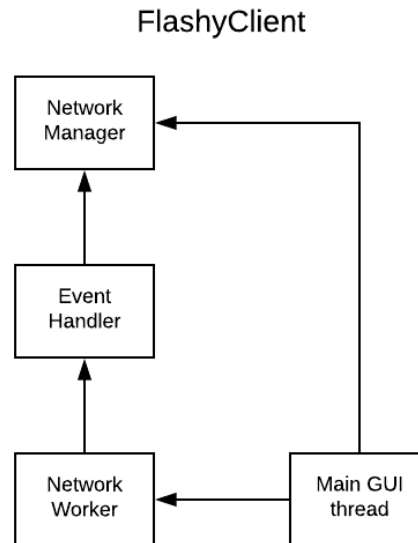 FlashyClient
Network
Manager
Event
Handler
Network
Worker
Main GUI
thread